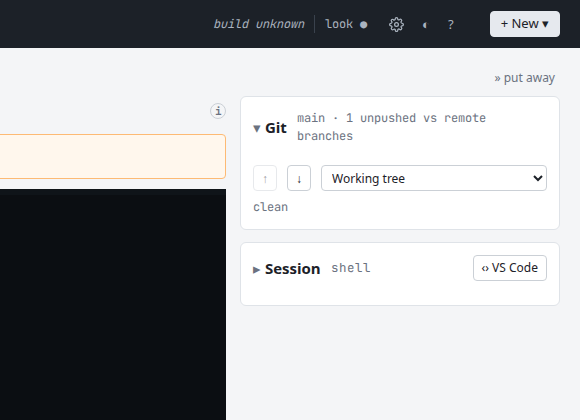 build unknown look ● ? + New ▾
» put away
i
▾ Git main · 1 unpushed vs remote
branches
↑ ↓ Working tree
clean
▸ Session shell ‹› VS Code